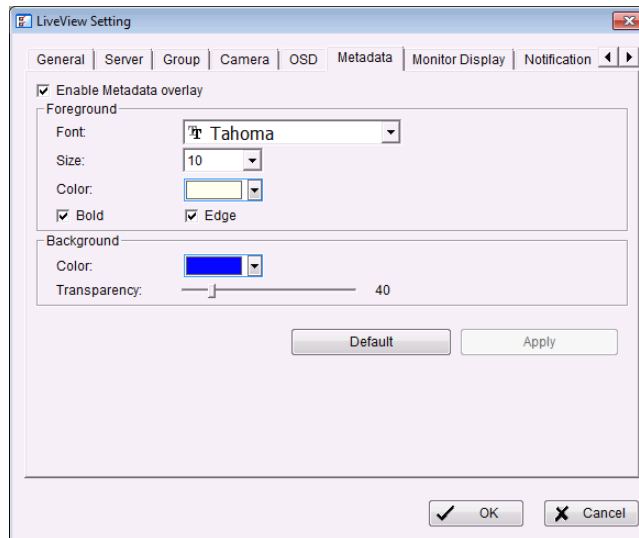 LiveView Setting
General Server Group Camera OSD Metadata Monitor Display Notification
Enable Metadata overlay
Foreground
Font: Tahoma
Size: 10
Color:
Bold Edge
Background
Color:
Transparency: 40
Default Apply
OK Cancel